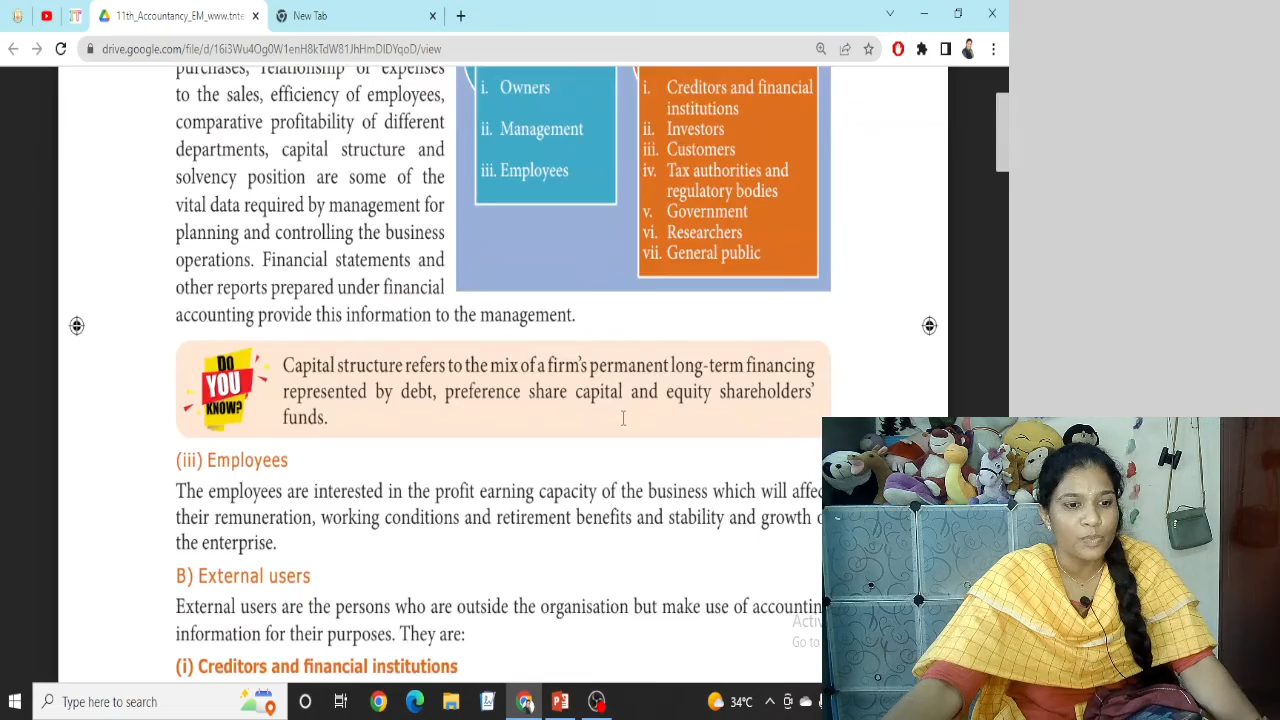 11th_Accountancy_EM_www.tnte
New Tab
drive.google.com/file/d/16i3Wu4Og0W1enH8kTdW81JhHmDIDYqoD/view
purchases, relationship of expenses
to the sales, efficiency of employees,
comparative profitability of different
departments, capital structure and
solvency position are some of the
vital data required by management for
planning and controlling the business
operations. Financial statements and
other reports prepared under financial
accounting provide this information to the management.
i. Owners
ii. Management
iii. Employees
i. Creditors and financial
institutions
ii. Investors
iii. Customers
iv. Tax authorities and
regulatory bodies
v. Government
vi. Researchers
vii. General public
DO
YOU
KNOW?
Capital structure refers to the mix of a firm's permanent long-term financing
represented by debt, preference share capital and equity shareholders'
funds.
(iii) Employees
The employees are interested in the profit earning capacity of the business which will affec
their remuneration, working conditions and retirement benefits and stability and growth o
the enterprise.
B) External users
External users are the persons who are outside the organisation but make use of accountin
information for their purposes. They are:
(i) Creditors and financial institutions
Activ
Go to
Type here to search
34°C